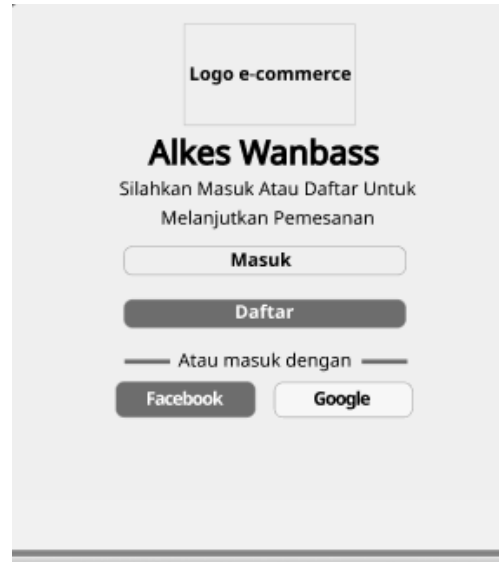 Logo e-commerce
Alkes Wanbass
Silahkan Masuk Atau Daftar Untuk
Melanjutkan Pemesanan
Masuk
Daftar
Atau masuk dengan
Facebook
Google